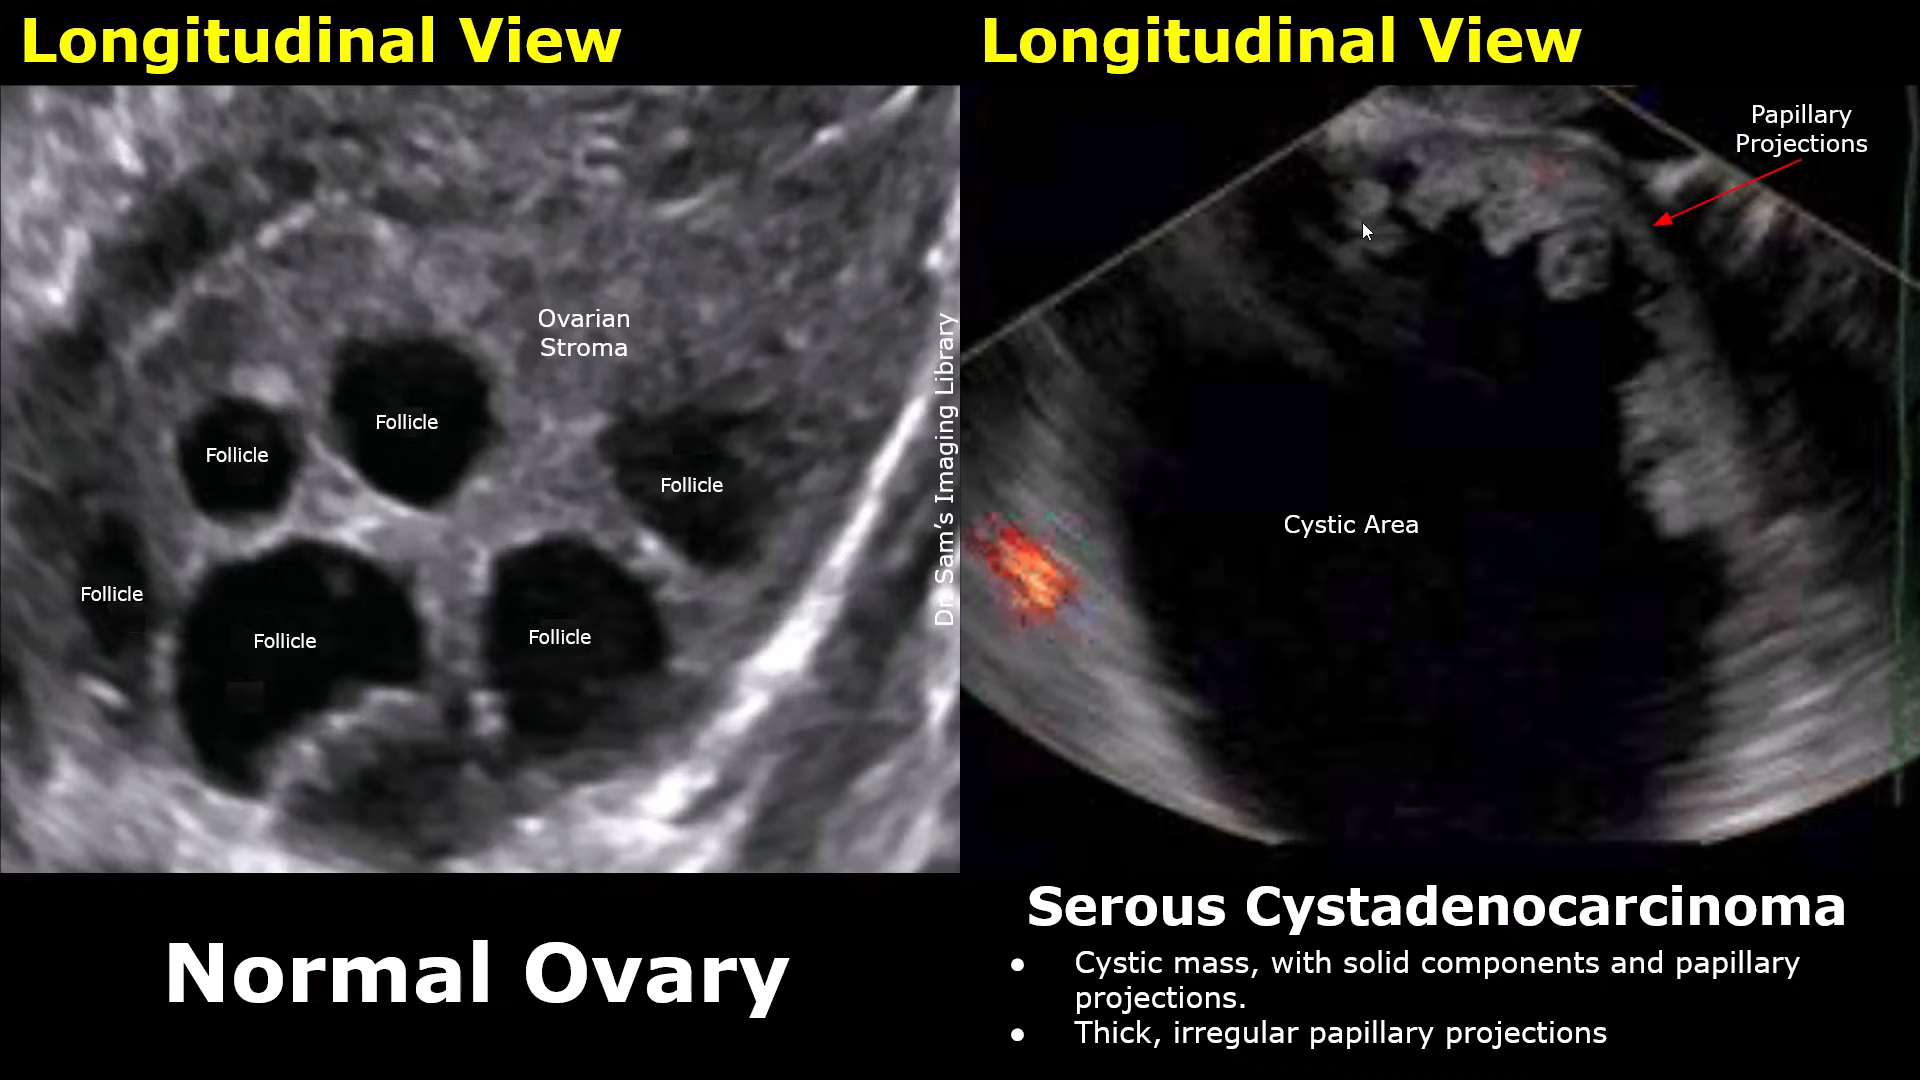 Longitudinal View
Ovarian
Stroma
Follicle
Follicle
Follicle
Follicle
Follicle
Follicle
Dr. Sam's Imaging Library
Normal Ovary
Longitudinal View
Papillary
Projections
Cystic Area
Serous Cystadenocarcinoma
• Cystic mass, with solid components and papillary
projections.
• Thick, irregular papillary projections